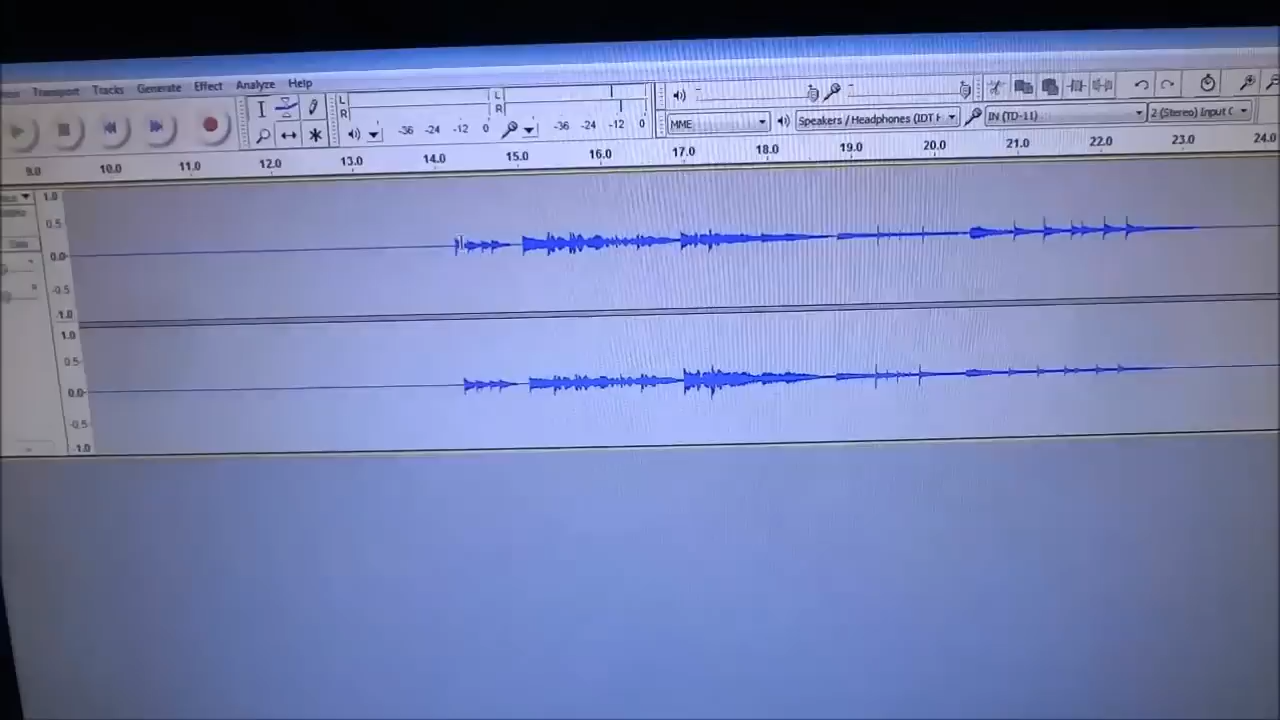 Transport Tracks Generate Effect Analyze Help
L
R
-36 -24 -12 0
L
R
-36 -24 -12 0
MME Speakers / Headphones (IDT H IN (TD-11) 2 (Stereo) Input C
9.0 10.0 11.0 12.0 13.0 14.0 15.0 16.0 17.0 18.0 19.0 20.0 21.0 22.0 23.0 24.0
1.0
0.5
0.0
-0.5
-1.0
R
1.0
0.5
0.0
-0.5
-1.0